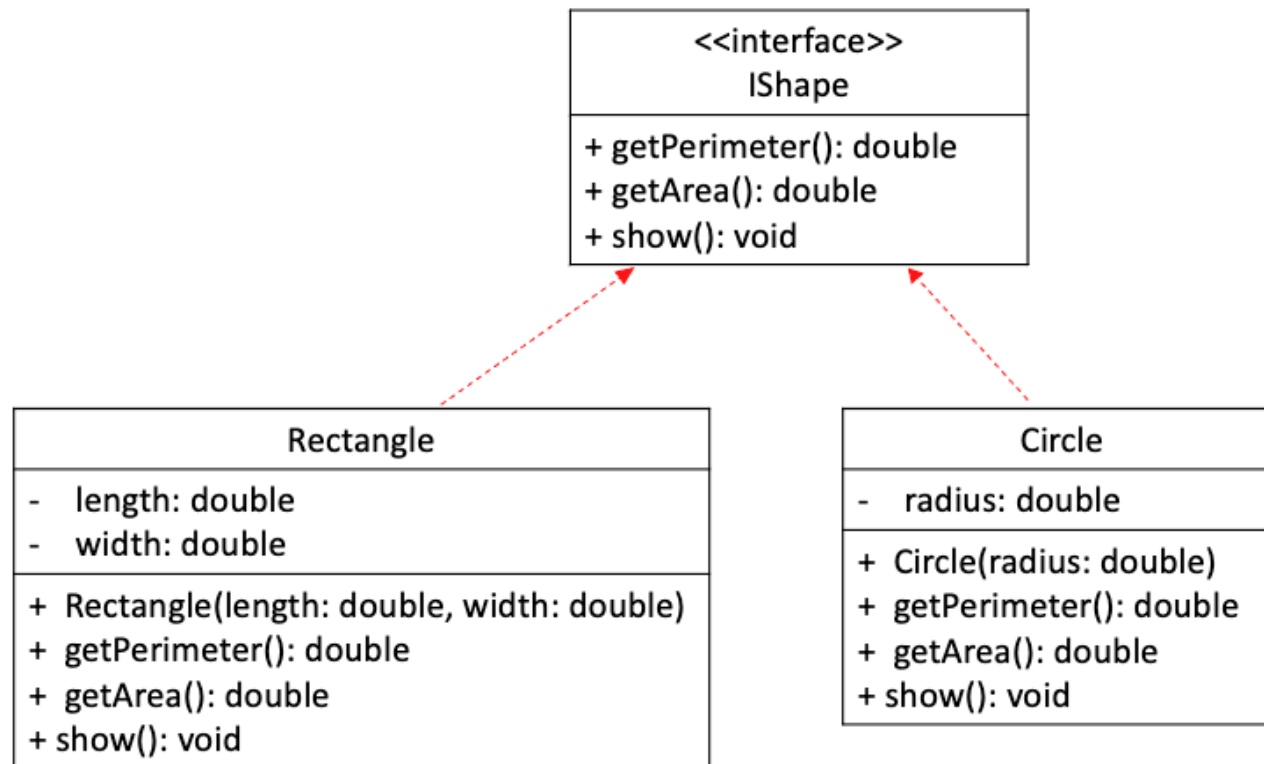 <<interface>>
IShape
+ getPerimeter(): double
+ getArea(): double
+ show(): void
Rectangle
- length: double
- width: double
+ Rectangle(length: double, width: double)
+ getPerimeter(): double
+ getArea(): double
+ show(): void
Circle
- radius: double
+ Circle(radius: double)
+ getPerimeter(): double
+ getArea(): double
+ show(): void